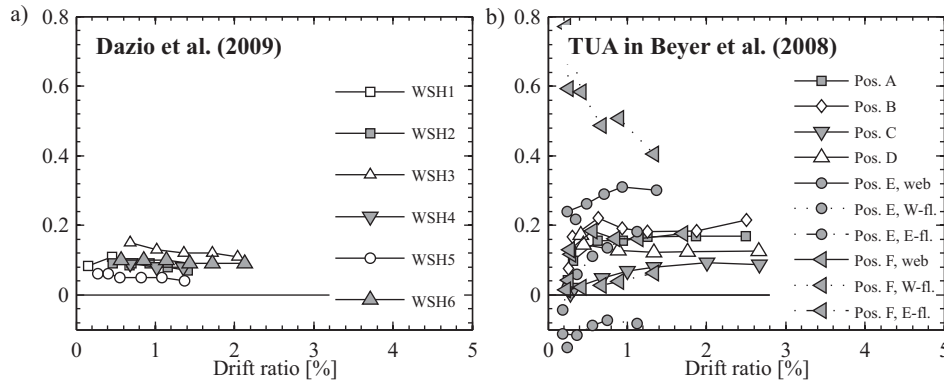 a)
Dazio et al. (2009)
0.8
0.6
0.4
0.2
0
WSH1
WSH2
WSH3
WSH4
WSH5
WSH6
0 1 2 3 4 5
Drift ratio [%]
b)
TUA in Beyer et al. (2008)
0.8
0.6
0.4
0.2
0
Pos. A
Pos. B
Pos. C
Pos. D
Pos. E, web
Pos. E, W-fl.
Pos. E, E-fl.
Pos. F, web
Pos. F, W-fl.
Pos. F, E-fl.
0 1 2 3 4 5
Drift ratio [%]